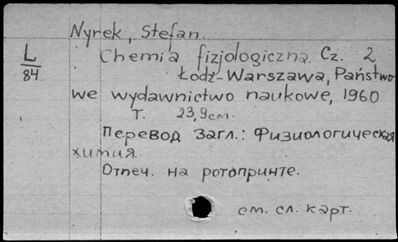 Nyrek, Stefan.
L
84
Chemia fizjologiczna. Cz. 2
Łodź-Warszawa, Państwo
we wydawnictwo naukowe, 1960
T. 23,9см.
Перевод загл.: Физиологическая
химия.
Отпеч. на ротопринте.
см. сл. карт.